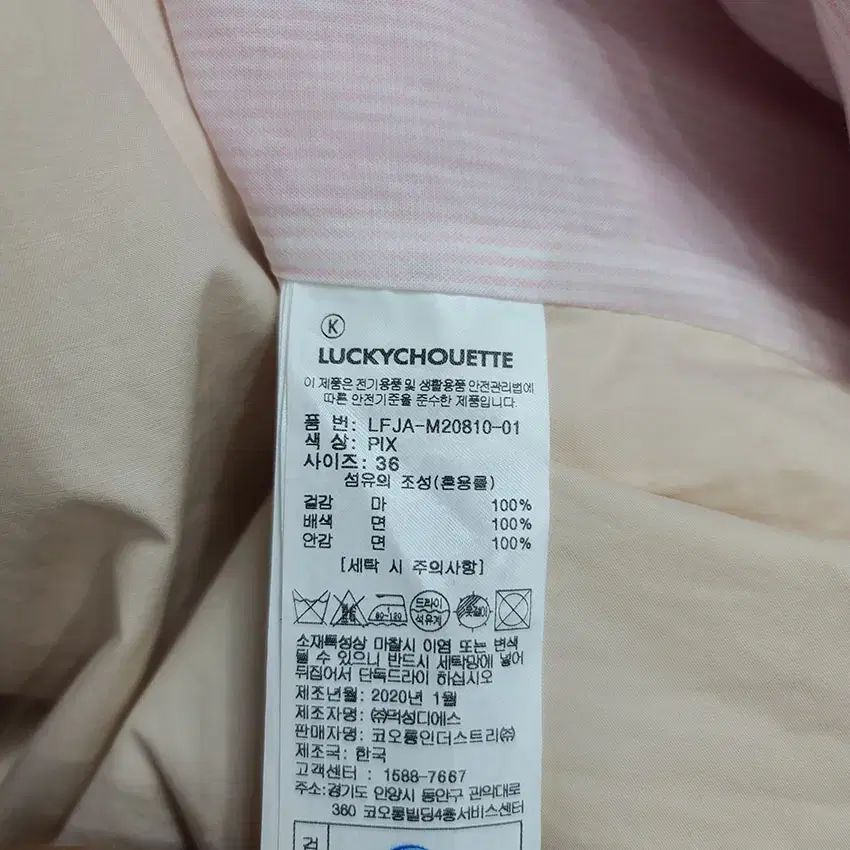 K
LUCKYCHOUETTE
이 제품은 전기용품 및 생활용품 안전관리법에
따른 안전기준을 준수한 제품입니다.
품 번: LFJA-M20810-01
색 상: PIX
사이즈: 36
섬유의 조성(혼용률)
겉감 마 100%
배색 면 100%
안감 면 100%
[세탁 시 주의사항]
80~120 드라이 석유계 옷걸이
소재특성상 마찰시 이염 또는 변색
될 수 있으니 반드시 세탁망에 넣어
뒤집어서 단독드라이 하십시오
제조년월: 2020년 1월
제조자명: ㈜덕성디에스
판매자명: 코오롱인더스트리㈜
제조국: 한국
고객센터 : 1588-7667
주소:경기도 안양시 동안구 관악대로
360 코오롱빌딩4층서비스센터
검